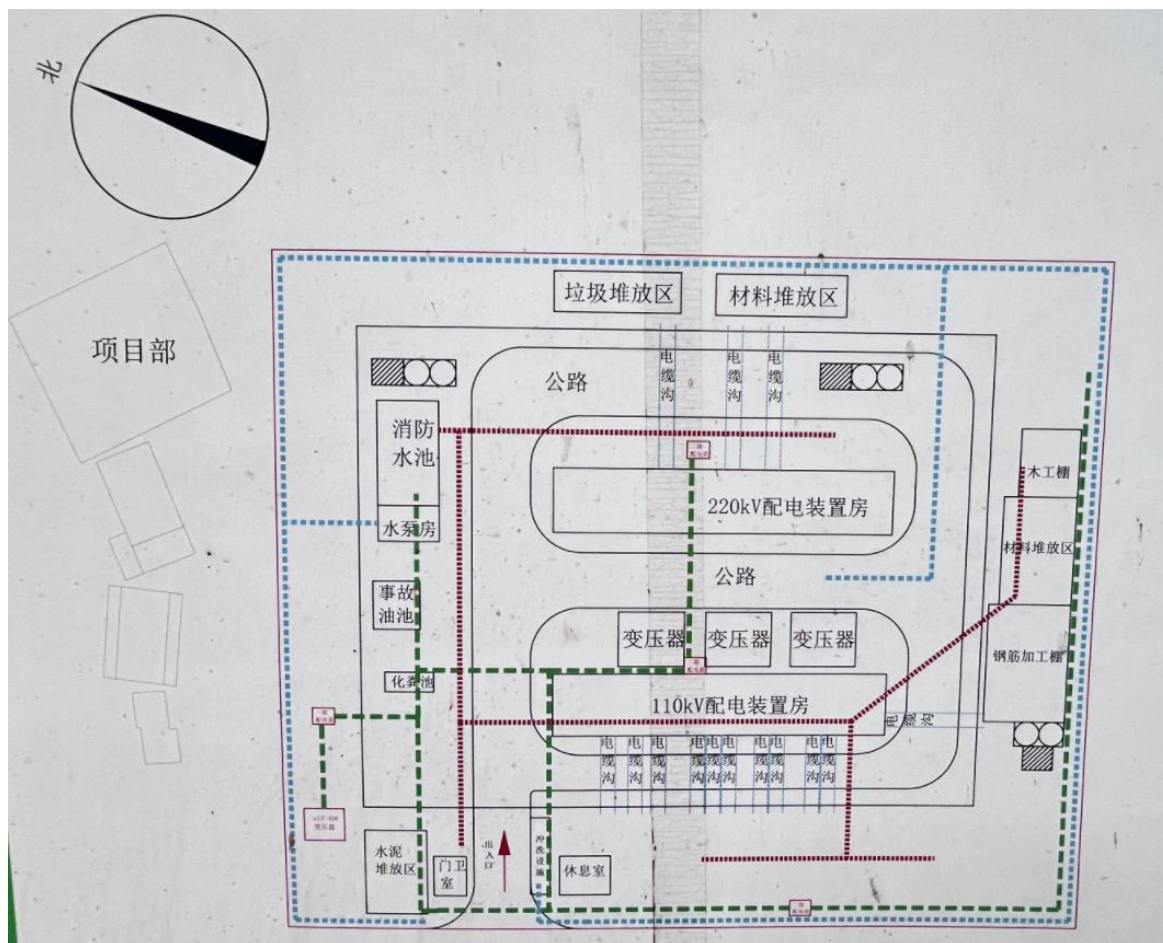 北
垃圾堆放区
材料堆放区
项目部
公路
电缆沟
电缆沟
电缆沟
消防
水池
220kV配电装置房
木工棚
水泵房
材料堆放区
公路
事故
油池
变压器
变压器
变压器
钢筋加工棚
化粪池
110kV配电装置房
电缆沟
电缆沟
电缆沟
电缆沟
电缆沟
电缆沟
电缆沟
电缆沟
电缆沟
电缆沟
电缆沟
变压器
水泥
堆放区
门卫
室
出入口
冲洗设施
休息室